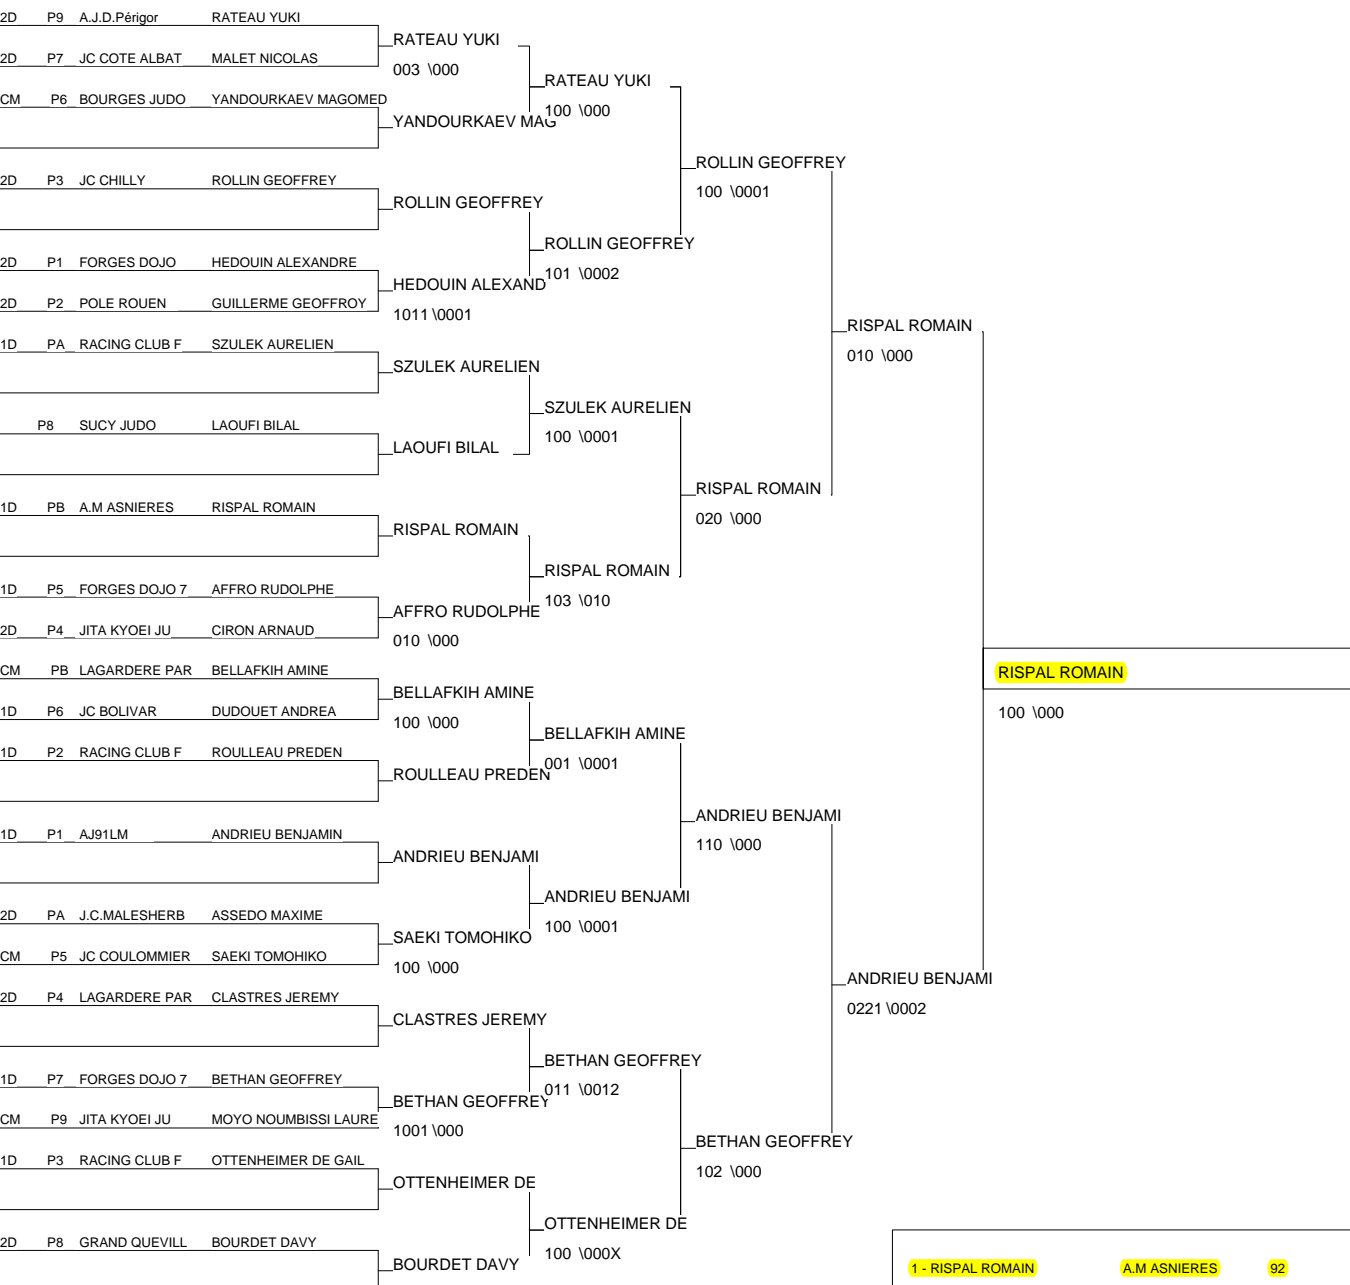 2D P9 A.J.D.Périgor RATEAU YUKI
RATEAU YUKI
2D P7 JC COTE ALBAT MALET NICOLAS
003 \000
RATEAU YUKI
CM P6 BOURGES JUDO YANDOURKAEV MAGOMED
100 \000
YANDOURKAEV MAG
ROLLIN GEOFFREY
2D P3 JC CHILLY ROLLIN GEOFFREY
100 \0001
ROLLIN GEOFFREY
ROLLIN GEOFFREY
2D P1 FORGES DOJO HEDOUIN ALEXANDRE
101 \0002
HEDOUIN ALEXAND
2D P2 POLE ROUEN GUILLERME GEOFFROY
1011 \0001
RISPAL ROMAIN
1D PA RACING CLUB F SZULEK AURELIEN
010 \000
SZULEK AURELIEN
SZULEK AURELIEN
P8 SUCY JUDO LAOUFI BILAL
100 \0001
LAOUFI BILAL
RISPAL ROMAIN
1D PB A.M ASNIERES RISPAL ROMAIN
020 \000
RISPAL ROMAIN
RISPAL ROMAIN
1D P5 FORGES DOJO 7 AFFRO RUDOLPHE
103 \010
AFFRO RUDOLPHE
2D P4 JITA KYOEI JU CIRON ARNAUD
010 \000
CM PB LAGARDERE PAR BELLAFKIH AMINE
RISPAL ROMAIN
BELLAFKIH AMINE
1D P6 JC BOLIVAR DUDOUET ANDREA
100 \000
100 \000
BELLAFKIH AMINE
1D P2 RACING CLUB F ROULLEAU PREDEN
001 \0001
ROULLEAU PREDEN
ANDRIEU BENJAMI
1D P1 AJ91LM ANDRIEU BENJAMIN
110 \000
ANDRIEU BENJAMI
ANDRIEU BENJAMI
2D PA J.C.MALESHERB ASSEDO MAXIME
100 \0001
SAEKI TOMOHIKO
CM P5 JC COULOMMIER SAEKI TOMOHIKO
100 \000
ANDRIEU BENJAMI
2D P4 LAGARDERE PAR CLASTRES JEREMY
0221 \0002
CLASTRES JEREMY
BETHAN GEOFFREY
1D P7 FORGES DOJO 7 BETHAN GEOFFREY
011 \0012
BETHAN GEOFFREY
CM P9 JITA KYOEI JU MOYO NOUMBISSI LAURE
1001 \000
BETHAN GEOFFREY
1D P3 RACING CLUB F OTTENHEIMER DE GAIL
102 \000
OTTENHEIMER DE
OTTENHEIMER DE
2D P8 GRAND QUEVILL BOURDET DAVY
100 \000X
BOURDET DAVY
1 - RISPAL ROMAIN A.M ASNIERES 92